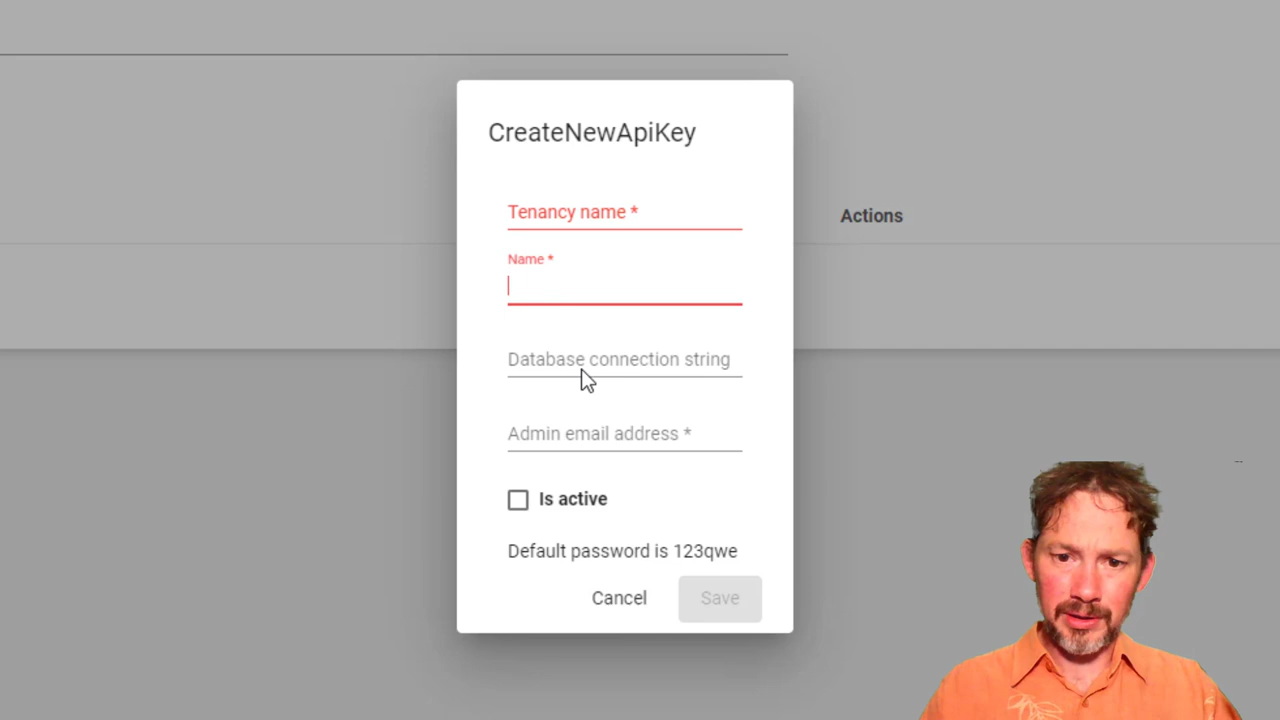 CreateNewApiKey
Tenancy name *
Actions
Name *
Database connection string
Admin email address *
Is active
Default password is 123qwe
Cancel
Save